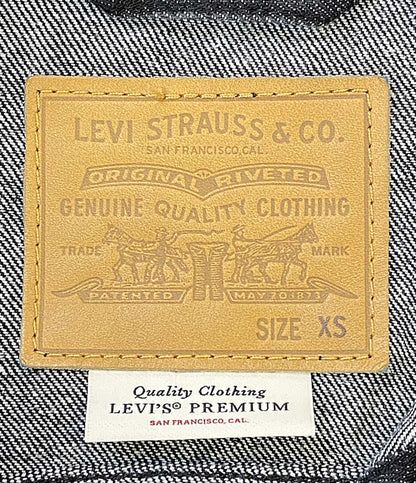 LEVI STRAUSS & CO.
SAN FRANCISCO, CAL.
ORIGINAL RIVETED
GENUINE QUALITY CLOTHING
TRADE MARK
PATENTED MAY 20 1873
SIZE XS
Quality Clothing
LEVI'S® PREMIUM
SAN FRANCISCO, CAL.